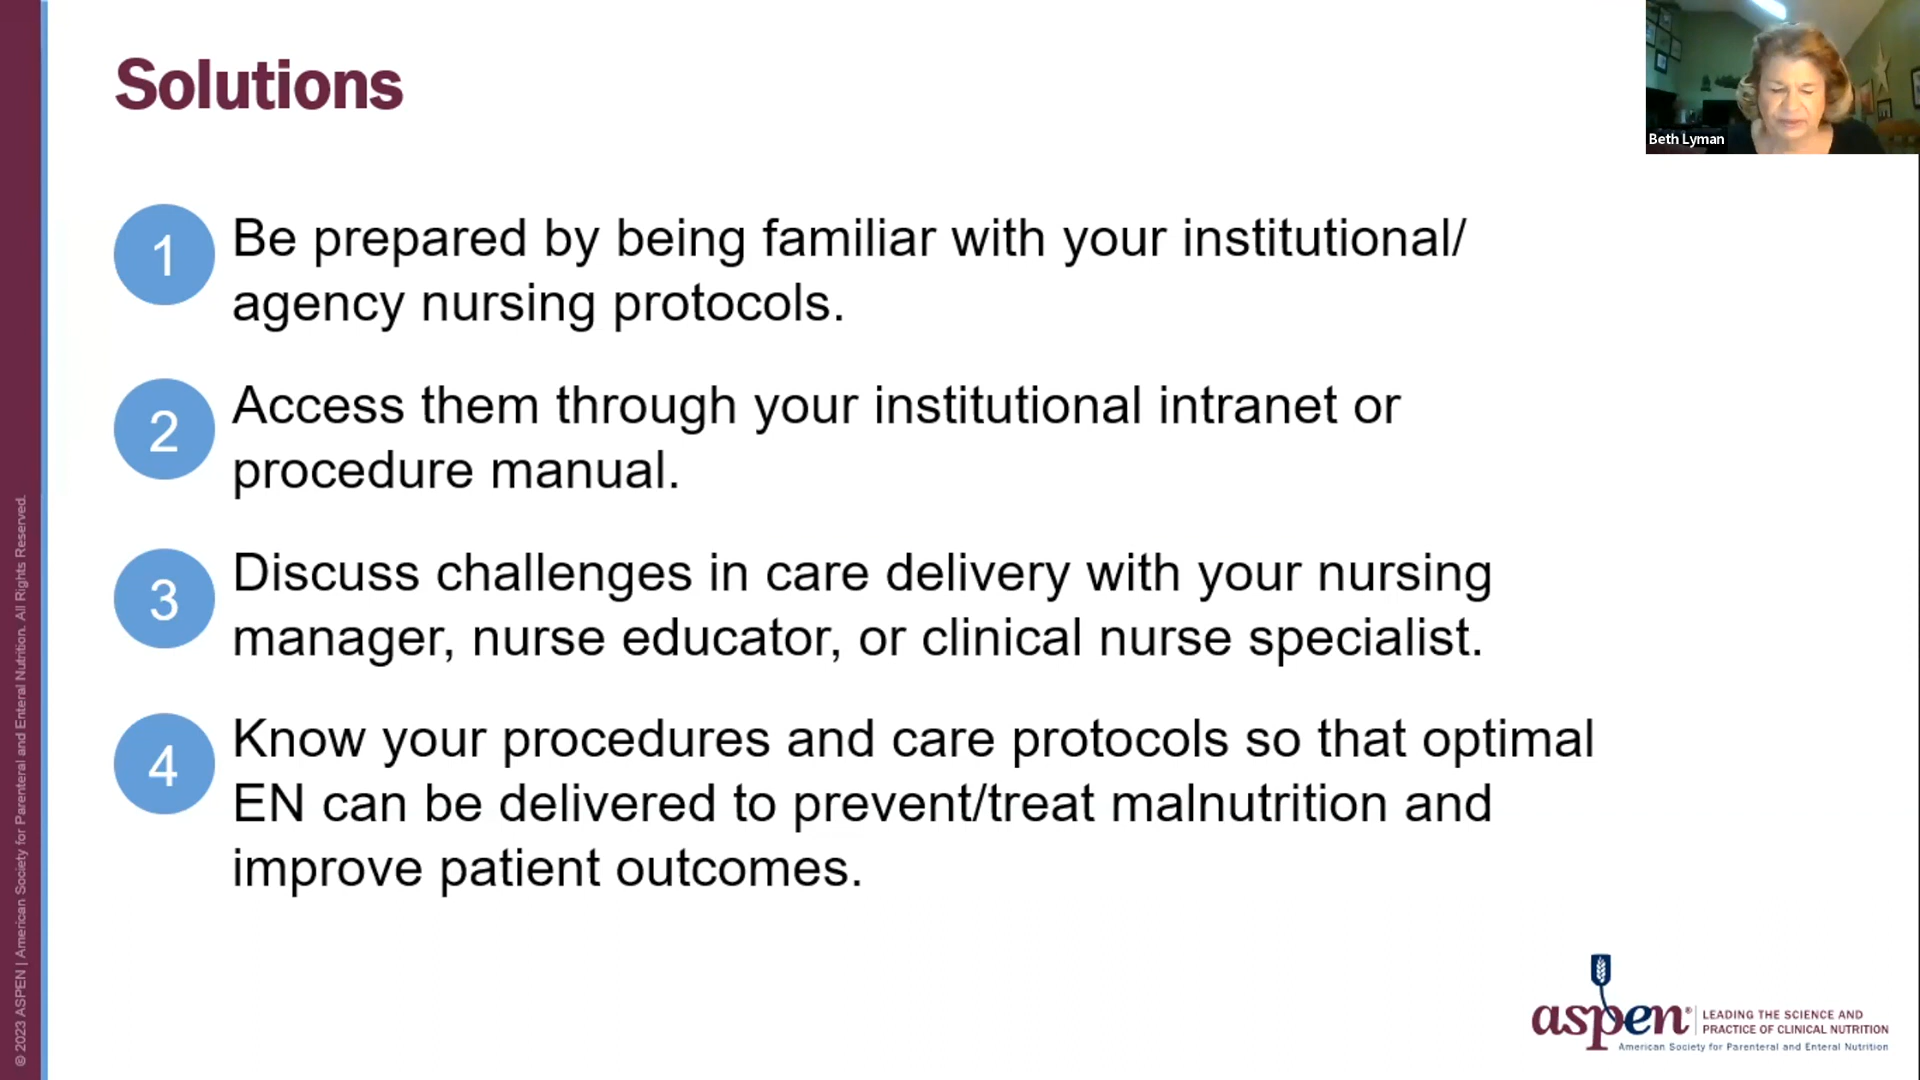 Solutions
Beth Lyman
1
Be prepared by being familiar with your institutional/
agency nursing protocols.
2
Access them through your institutional intranet or
procedure manual.
3
Discuss challenges in care delivery with your nursing
manager, nurse educator, or clinical nurse specialist.
4
Know your procedures and care protocols so that optimal
EN can be delivered to prevent/treat malnutrition and
improve patient outcomes.
© 2023 ASPEN | American Society for Parenteral and Enteral Nutrition. All Rights Reserved.
aspen®
LEADING THE SCIENCE AND
PRACTICE OF CLINICAL NUTRITION
American Society for Parenteral and Enteral Nutrition